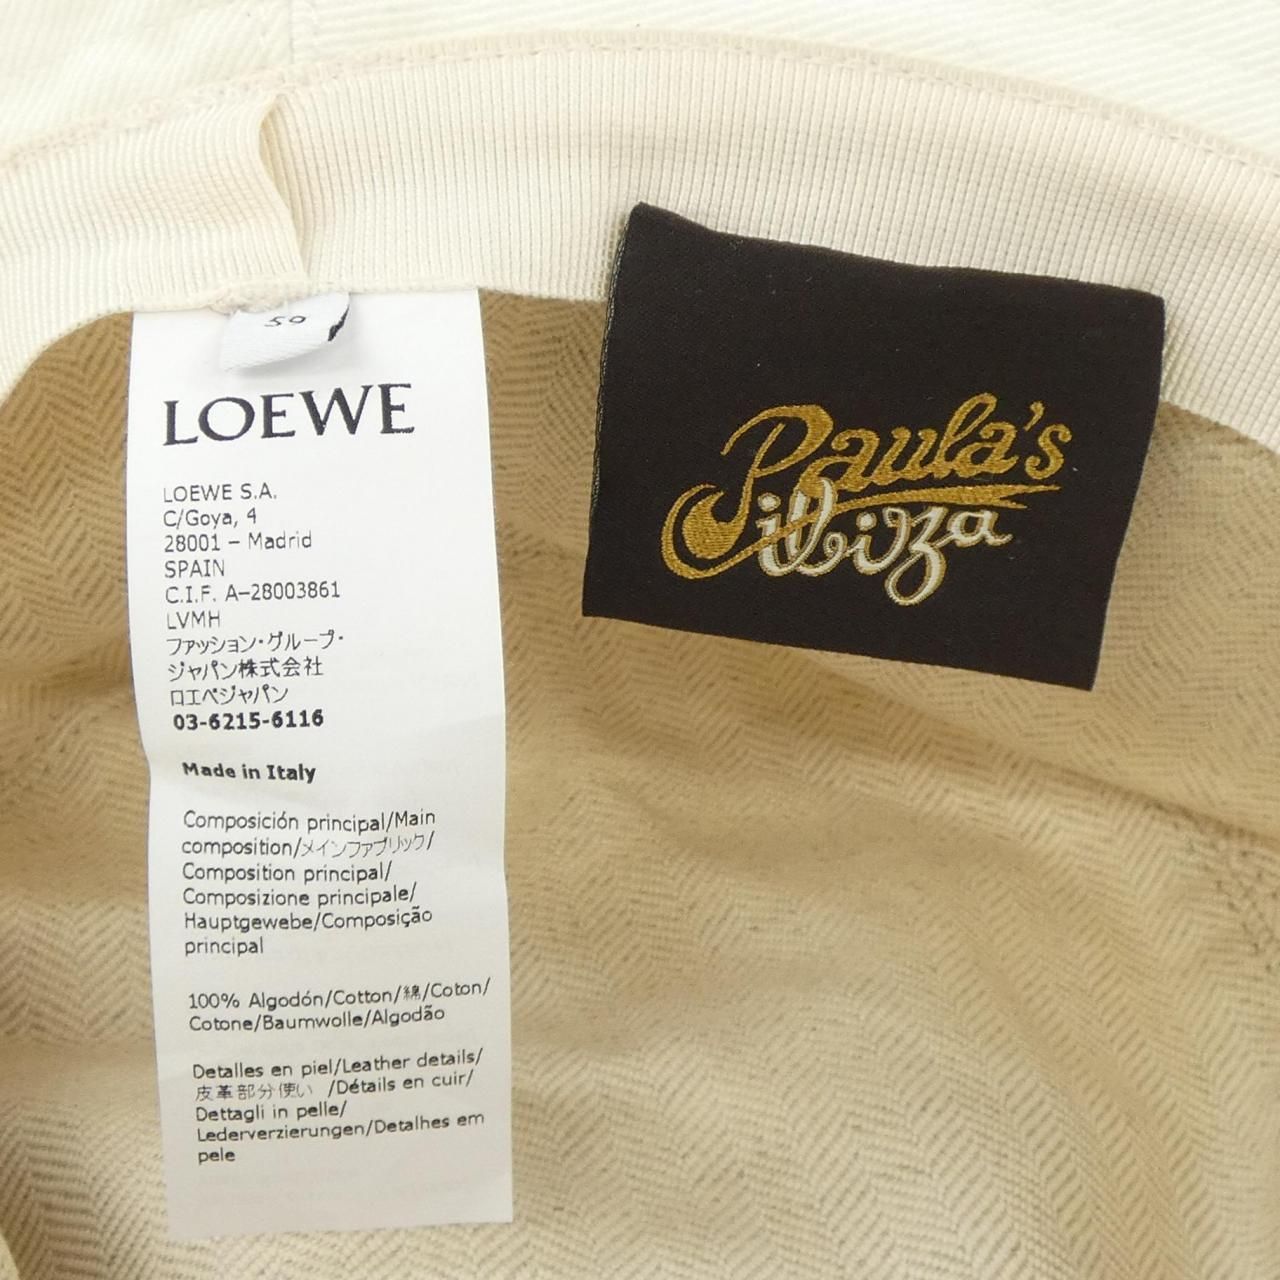 59
LOEWE
LOEWE S.A.
C/Goya, 4
28001 – Madrid
SPAIN
C.I.F. A-28003861
LVMH
ファッション・グループ・
ジャパン株式会社
ロエベジャパン
03-6215-6116
Made in Italy
Composición principal/Main
composition/メインファブリック/
Composition principal/
Composizione principale/
Hauptgewebe/Composição
principal
100% Algodón/Cotton/綿/Coton/
Cotone/Baumwolle/Algodão
Detalles en piel/Leather details/
皮革部分使い /Détails en cuir/
Dettagli in pelle/
Lederverzierungen/Detalhes em
pele
Paula's
ibiza